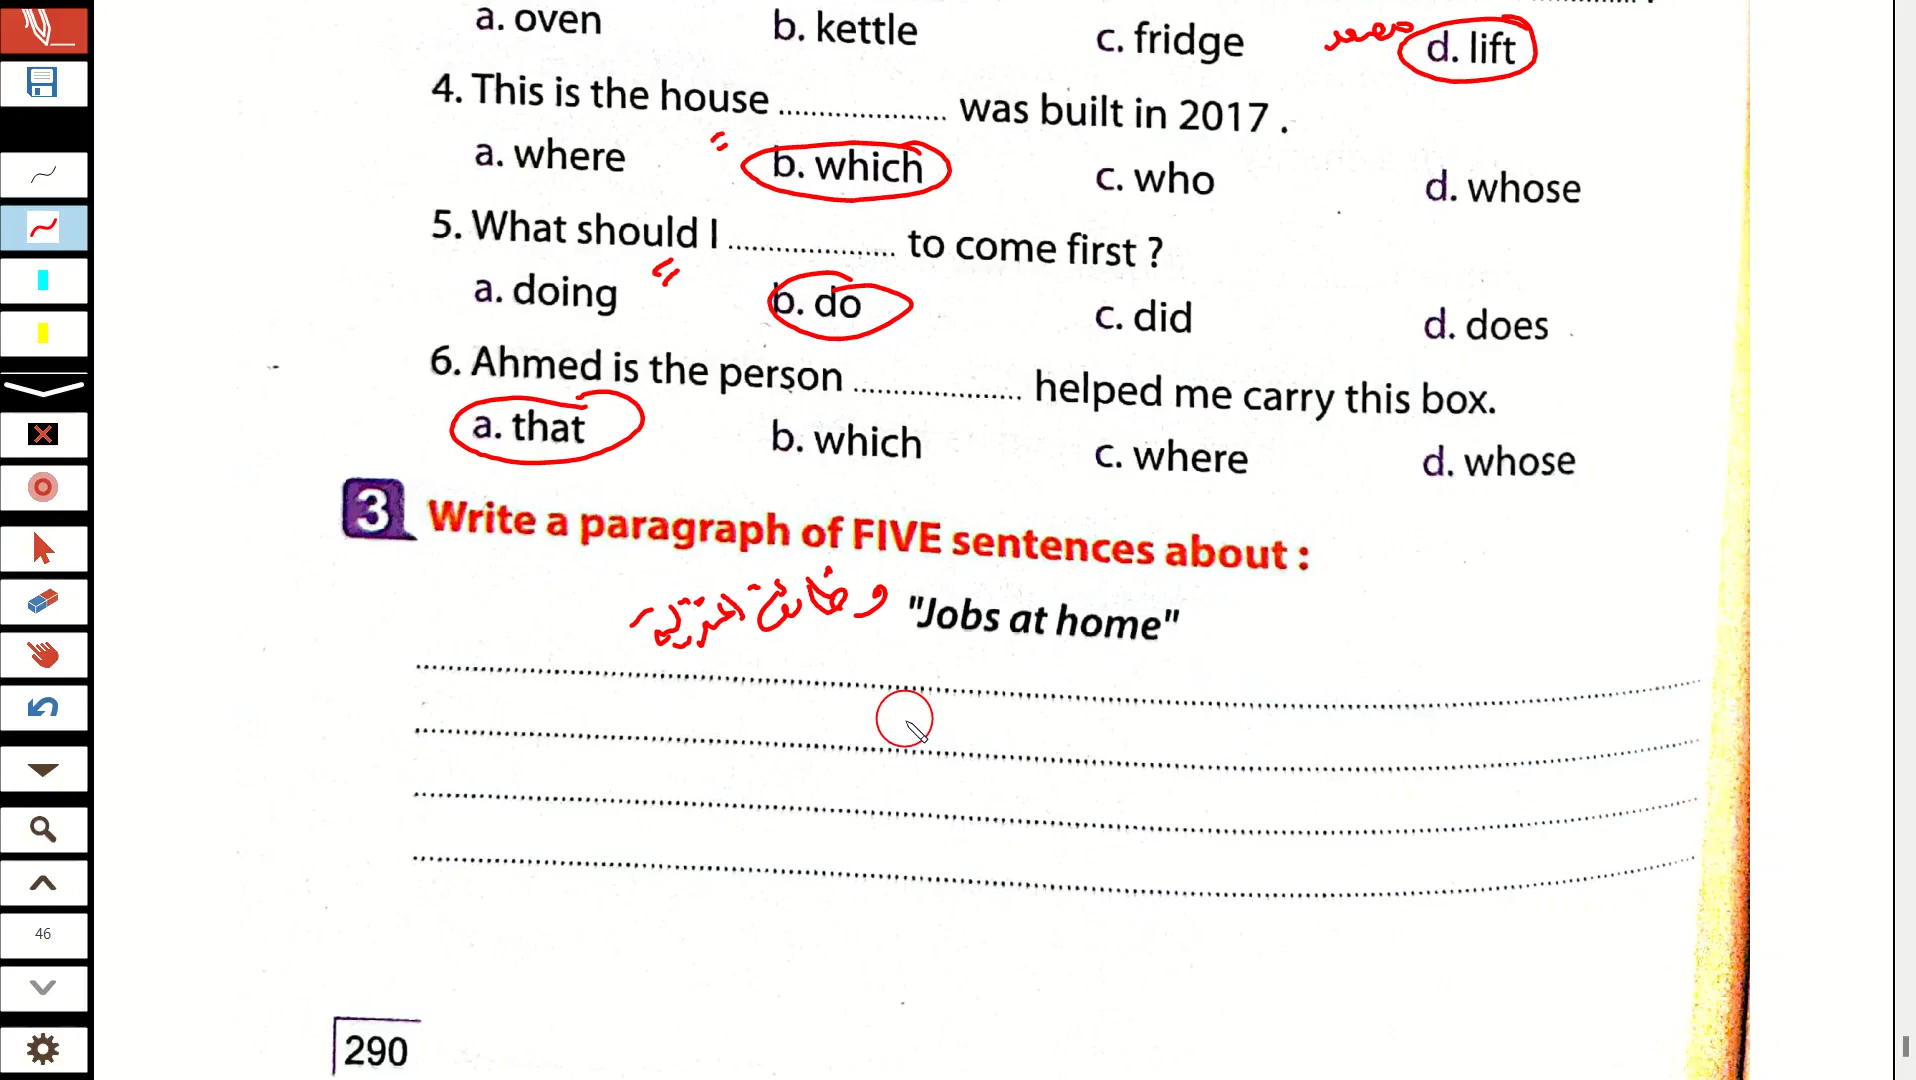 a. oven b. kettle c. fridge مصعد d. lift
4. This is the house .................... was built in 2017 .
a. where b. which c. who d. whose
5. What should I .................... to come first ?
a. doing b. do c. did d. does
6. Ahmed is the person .................... helped me carry this box.
a. that b. which c. where d. whose
3 Write a paragraph of FIVE sentences about :
"Jobs at home" وظائف منزلية
46
290